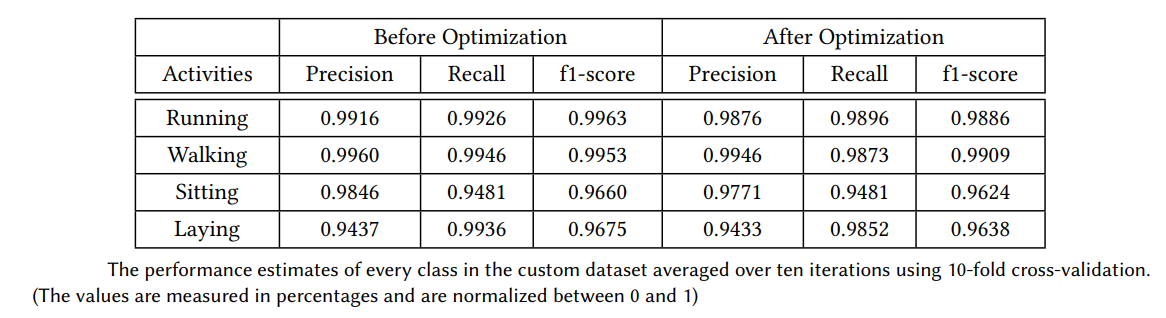 Before Optimization After Optimization
Activities Precision Recall f1-score Precision Recall f1-score
Running 0.9916 0.9926 0.9963 0.9876 0.9896 0.9886
Walking 0.9960 0.9946 0.9953 0.9946 0.9873 0.9909
Sitting 0.9846 0.9481 0.9660 0.9771 0.9481 0.9624
Laying 0.9437 0.9936 0.9675 0.9433 0.9852 0.9638
The performance estimates of every class in the custom dataset averaged over ten iterations using 10-fold cross-validation.
(The values are measured in percentages and are normalized between 0 and 1)